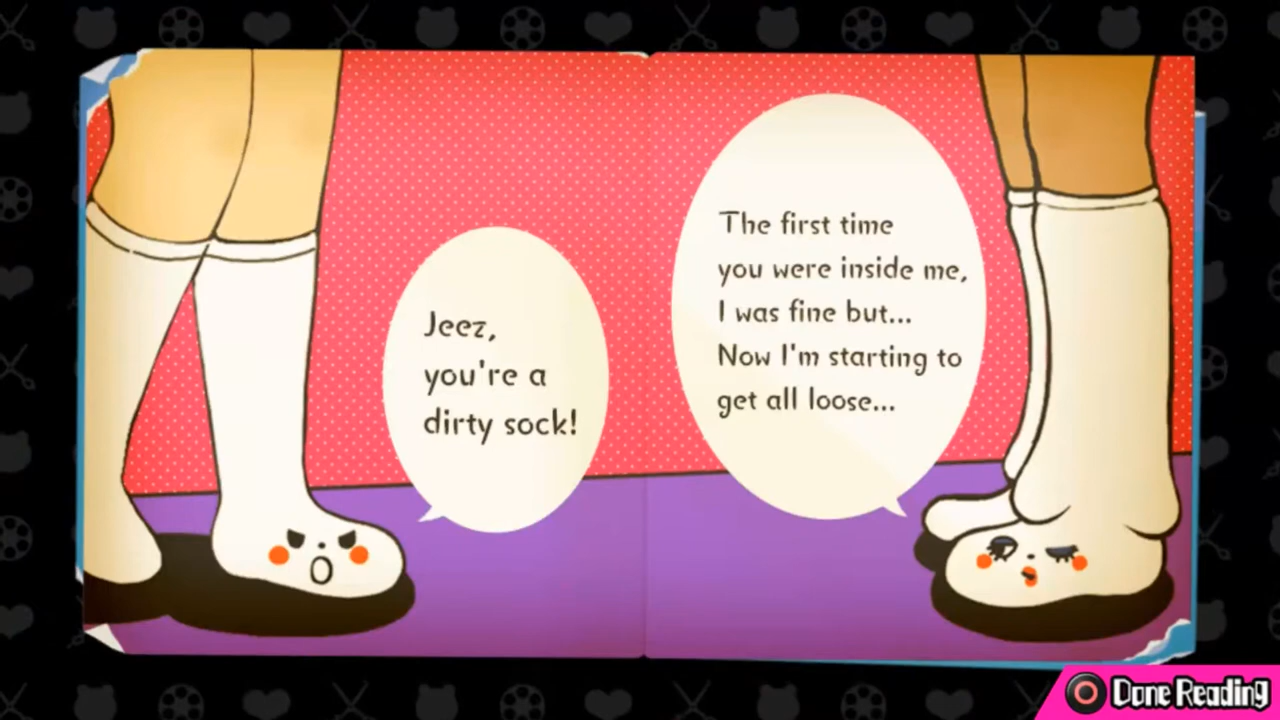 Jeez,
you're a
dirty sock!
The first time
you were inside me,
I was fine but...
Now I'm starting to
get all loose...
Done Reading